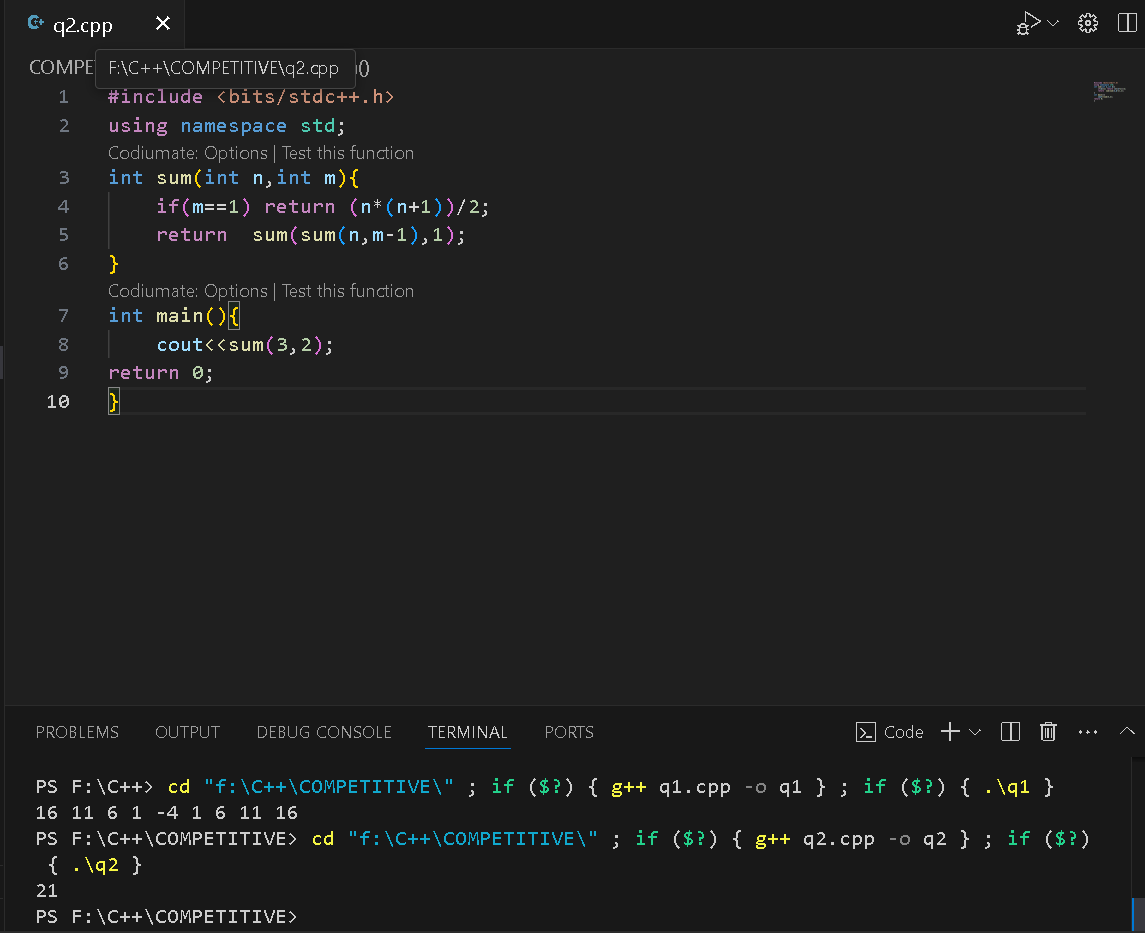 q2.cpp
COMPE
F:\C++\COMPETITIVE\q2.cpp
()
1 #include <bits/stdc++.h>
2 using namespace std;
Codiumate: Options | Test this function
3 int sum(int n,int m){
4     if(m==1) return (n*(n+1))/2;
5     return  sum(sum(n,m-1),1);
6 }
Codiumate: Options | Test this function
7 int main(){
8     cout<<sum(3,2);
9 return 0;
10 }
PROBLEMS OUTPUT DEBUG CONSOLE TERMINAL PORTS Code
PS F:\C++> cd "f:\C++\COMPETITIVE\" ; if ($?) { g++ q1.cpp -o q1 } ; if ($?) { .\q1 }
16 11 6 1 -4 1 6 11 16
PS F:\C++\COMPETITIVE> cd "f:\C++\COMPETITIVE\" ; if ($?) { g++ q2.cpp -o q2 } ; if ($?)
 { .\q2 }
21
PS F:\C++\COMPETITIVE>